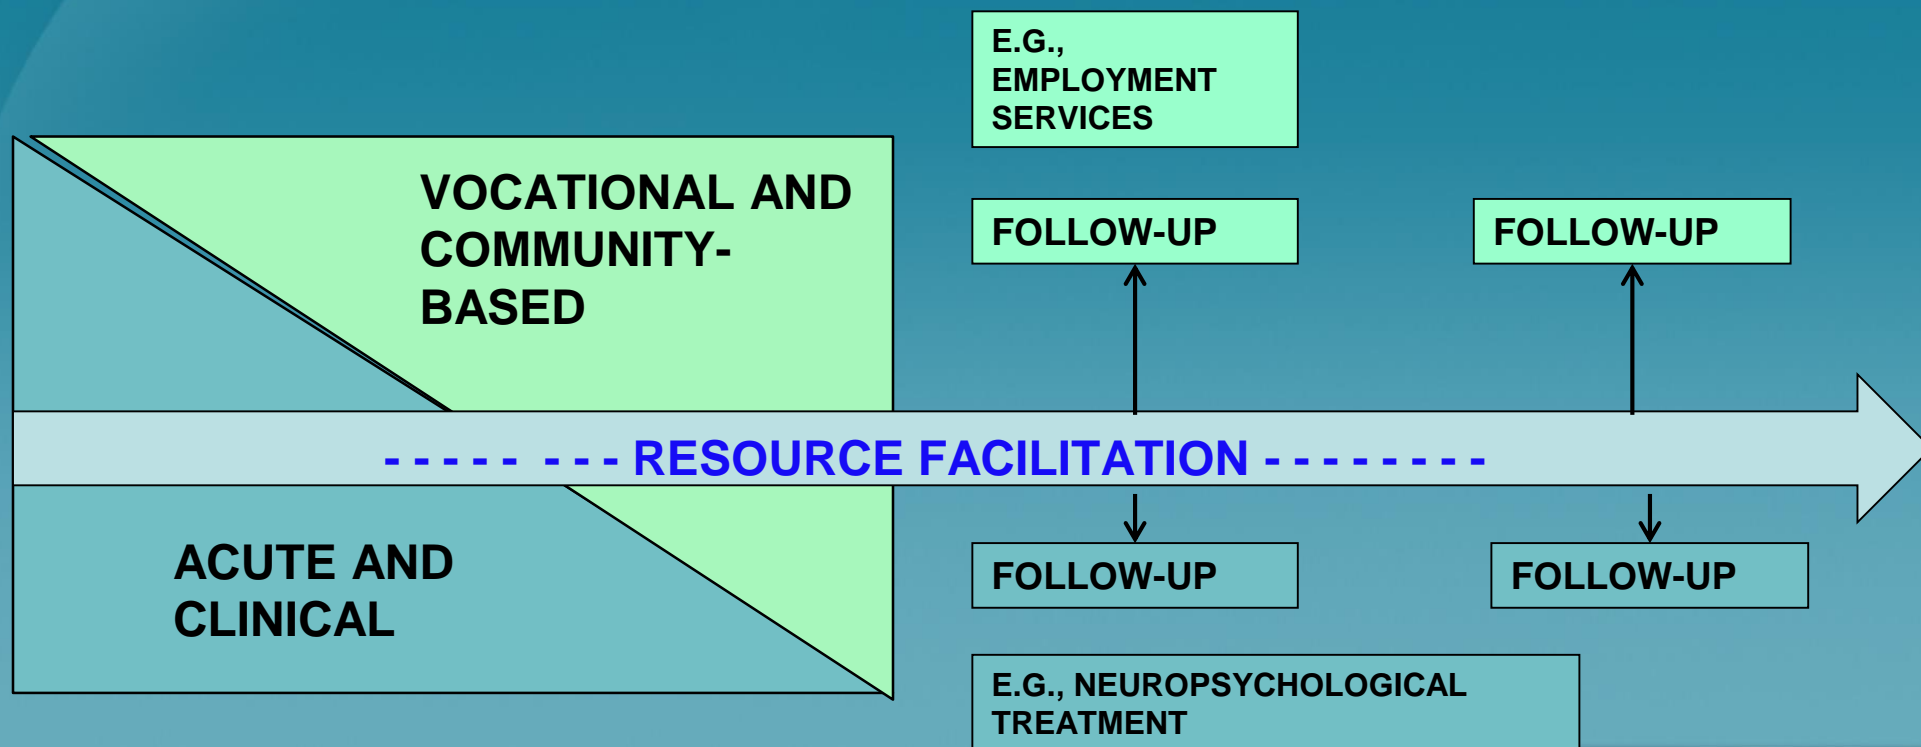 E.G.,
EMPLOYMENT
SERVICES
VOCATIONAL AND
COMMUNITY-
BASED
FOLLOW-UP
FOLLOW-UP
- - - - - - - - RESOURCE FACILITATION - - - - - - - -
ACUTE AND
CLINICAL
FOLLOW-UP
FOLLOW-UP
E.G., NEUROPSYCHOLOGICAL
TREATMENT